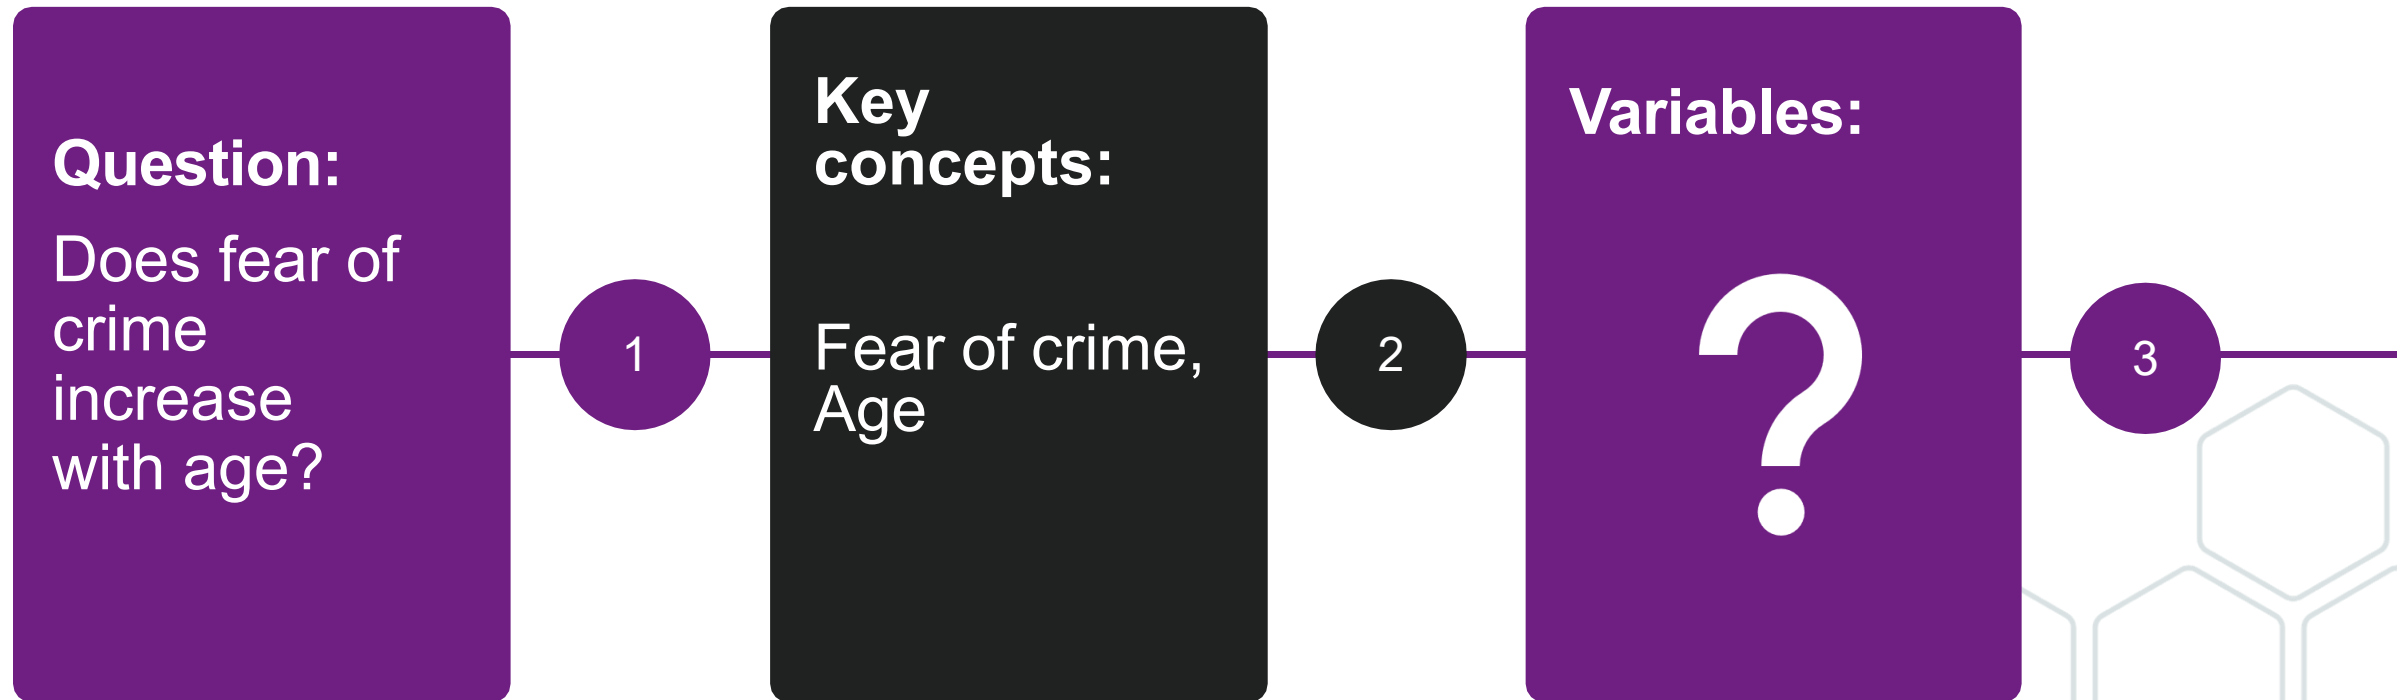 Question:
Does fear of
crime
increase
with age?
1
Key
concepts:
Fear of crime,
Age
2
Variables:
?
3